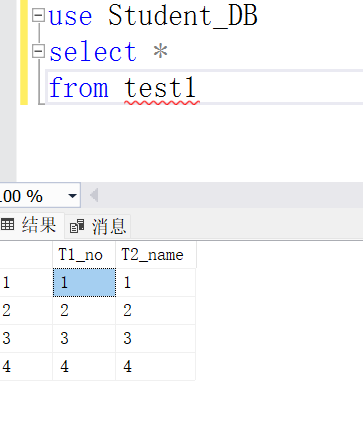 use Student_DB
select *
from test1
100 %
结果 消息
T1_no T2_name
1 1 1
2 2 2
3 3 3
4 4 4